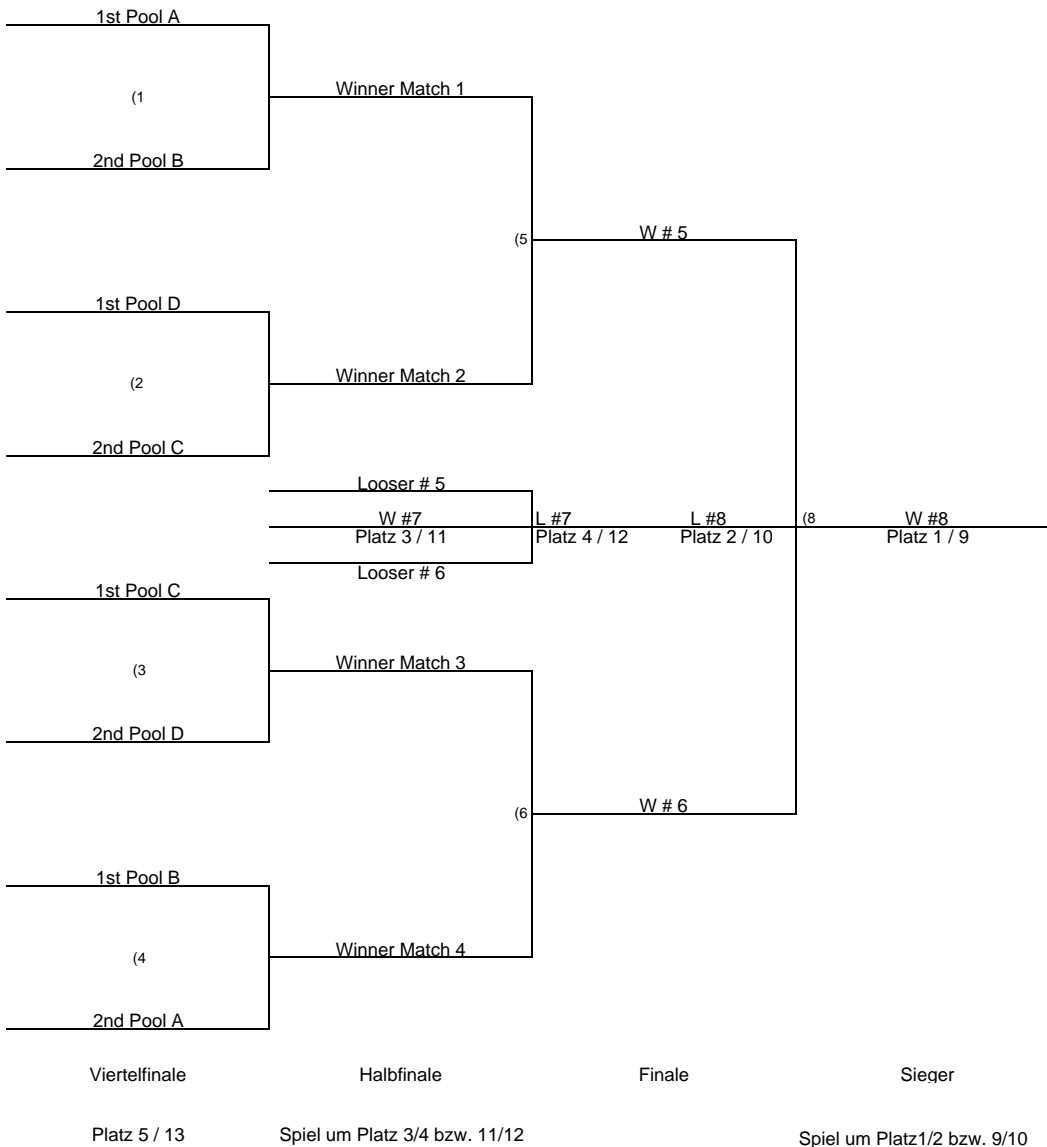 1st Pool A
(1
Winner Match 1
2nd Pool B
(5
W # 5
1st Pool D
(2
Winner Match 2
2nd Pool C
Looser # 5
W #7
L #7
L #8
(8
W #8
Platz 3 / 11
Platz 4 / 12
Platz 2 / 10
Platz 1 / 9
Looser # 6
1st Pool C
(3
Winner Match 3
2nd Pool D
(6
W # 6
1st Pool B
(4
Winner Match 4
2nd Pool A
Viertelfinale
Halbfinale
Finale
Sieger
Platz 5 / 13
Spiel um Platz 3/4 bzw. 11/12
Spiel um Platz1/2 bzw. 9/10